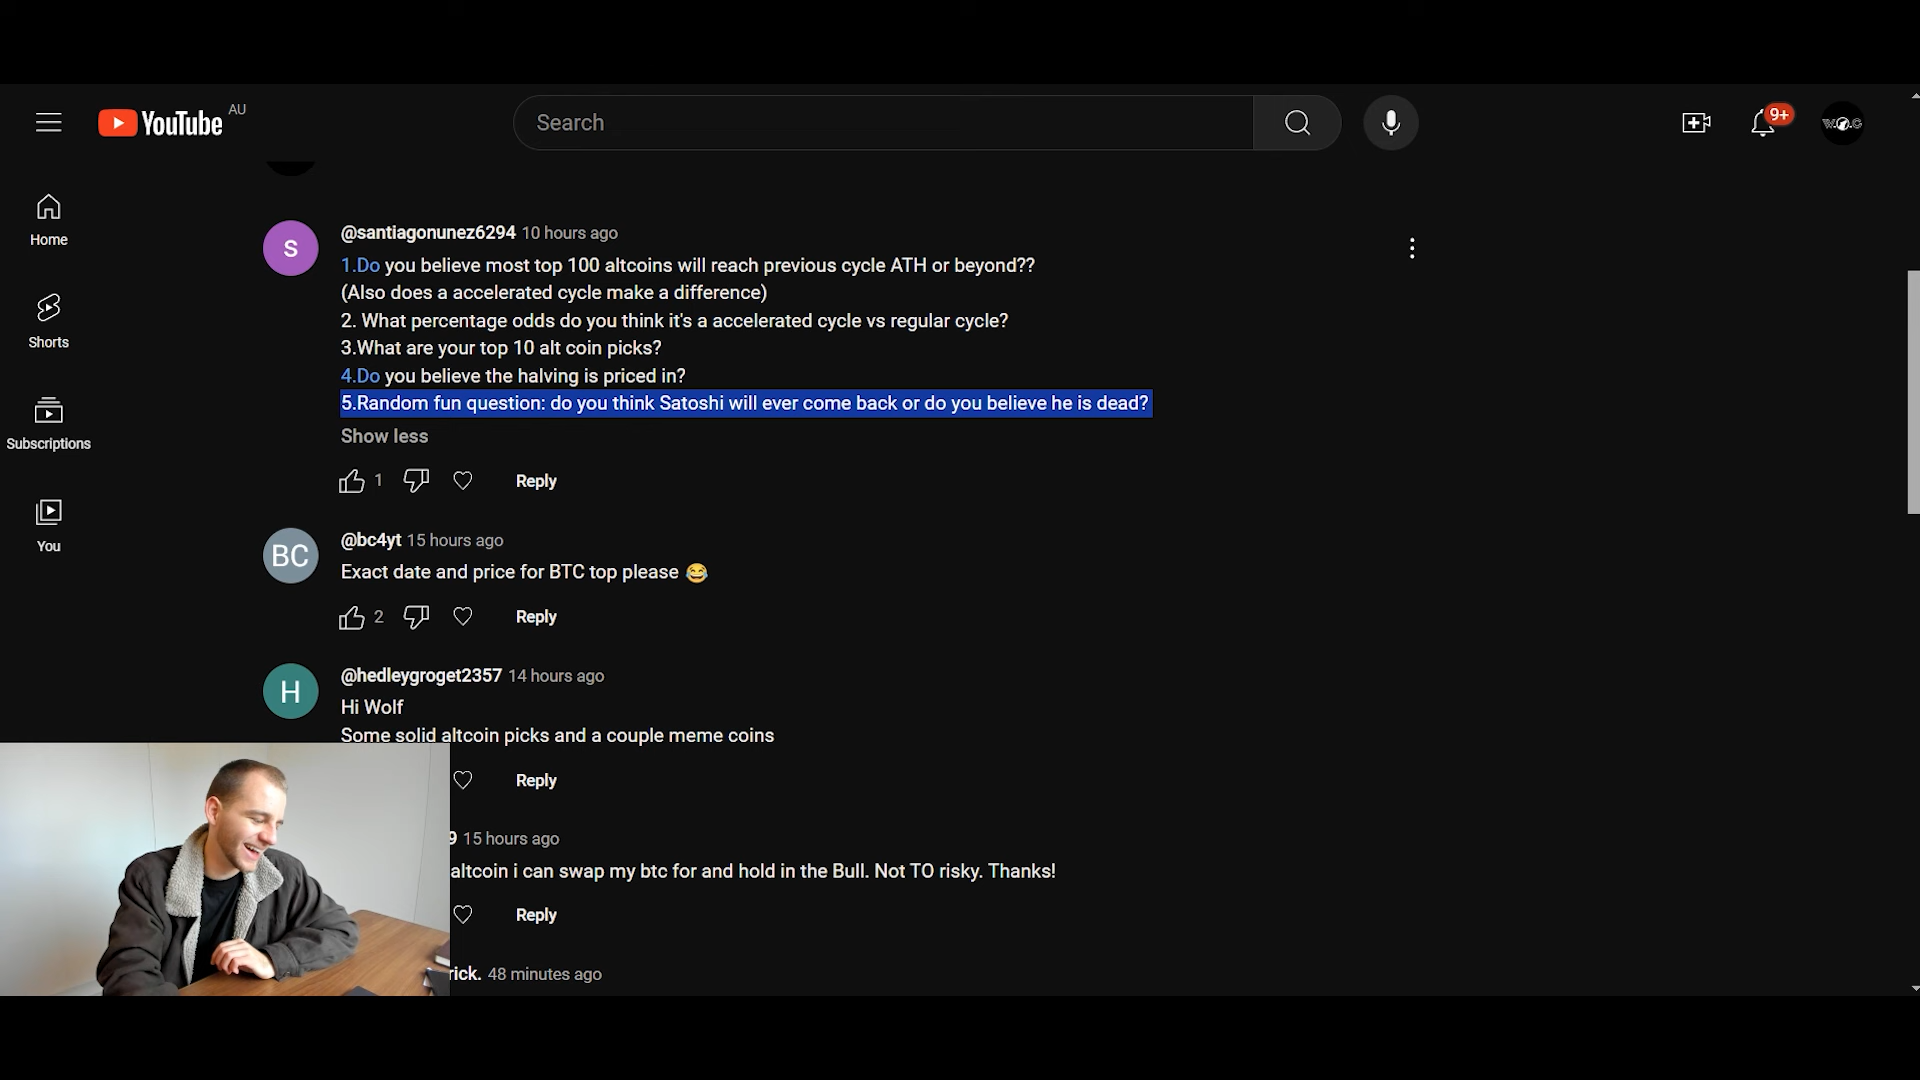 YouTube AU
Search
9+
W.O.C
Home
Shorts
Subscriptions
You
S
@santiagonunez6294 10 hours ago
1.Do you believe most top 100 altcoins will reach previous cycle ATH or beyond??
(Also does a accelerated cycle make a difference)
2. What percentage odds do you think it's a accelerated cycle vs regular cycle?
3.What are your top 10 alt coin picks?
4.Do you believe the halving is priced in?
5.Random fun question: do you think Satoshi will ever come back or do you believe he is dead?
Show less
1 Reply
BC
@bc4yt 15 hours ago
Exact date and price for BTC top please 😂
2 Reply
H
@hedleygroget2357 14 hours ago
Hi Wolf
Some solid altcoin picks and a couple meme coins
Reply
9 15 hours ago
altcoin i can swap my btc for and hold in the Bull. Not TO risky. Thanks!
Reply
rick. 48 minutes ago